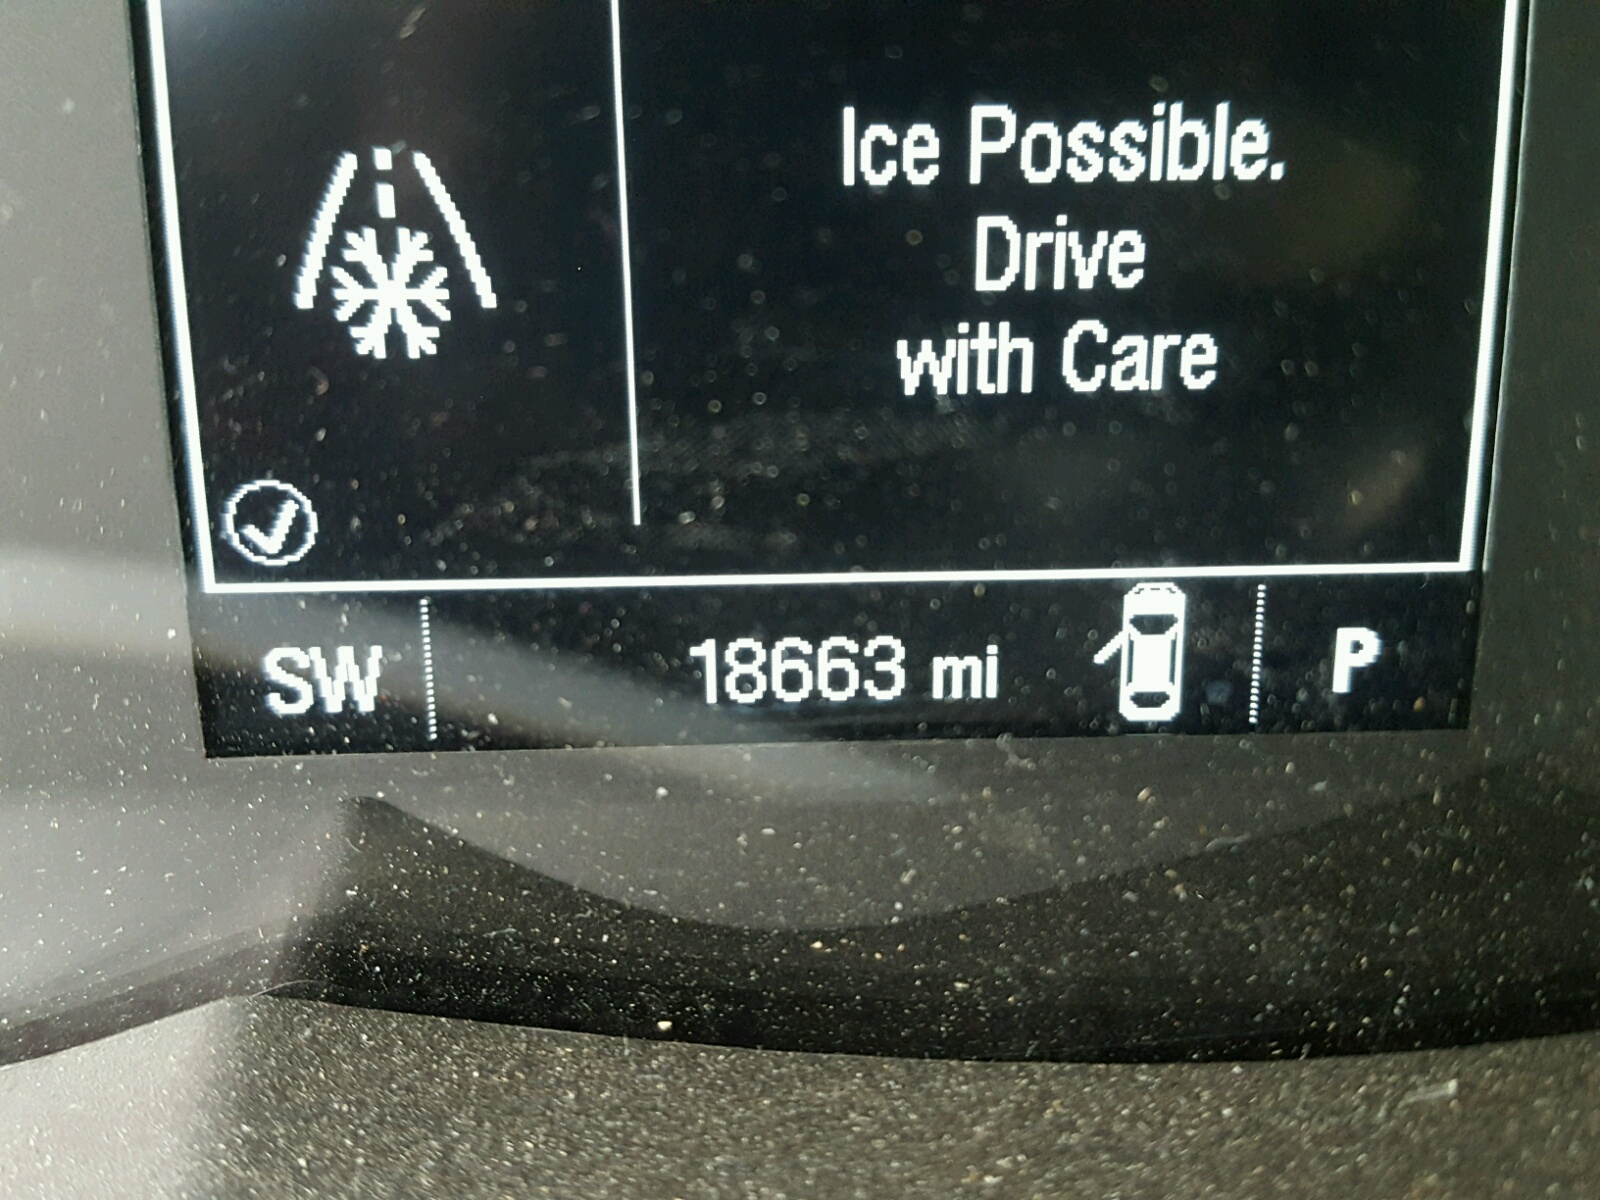 Ice Possible.
Drive
with Care
SW 18663 mi P